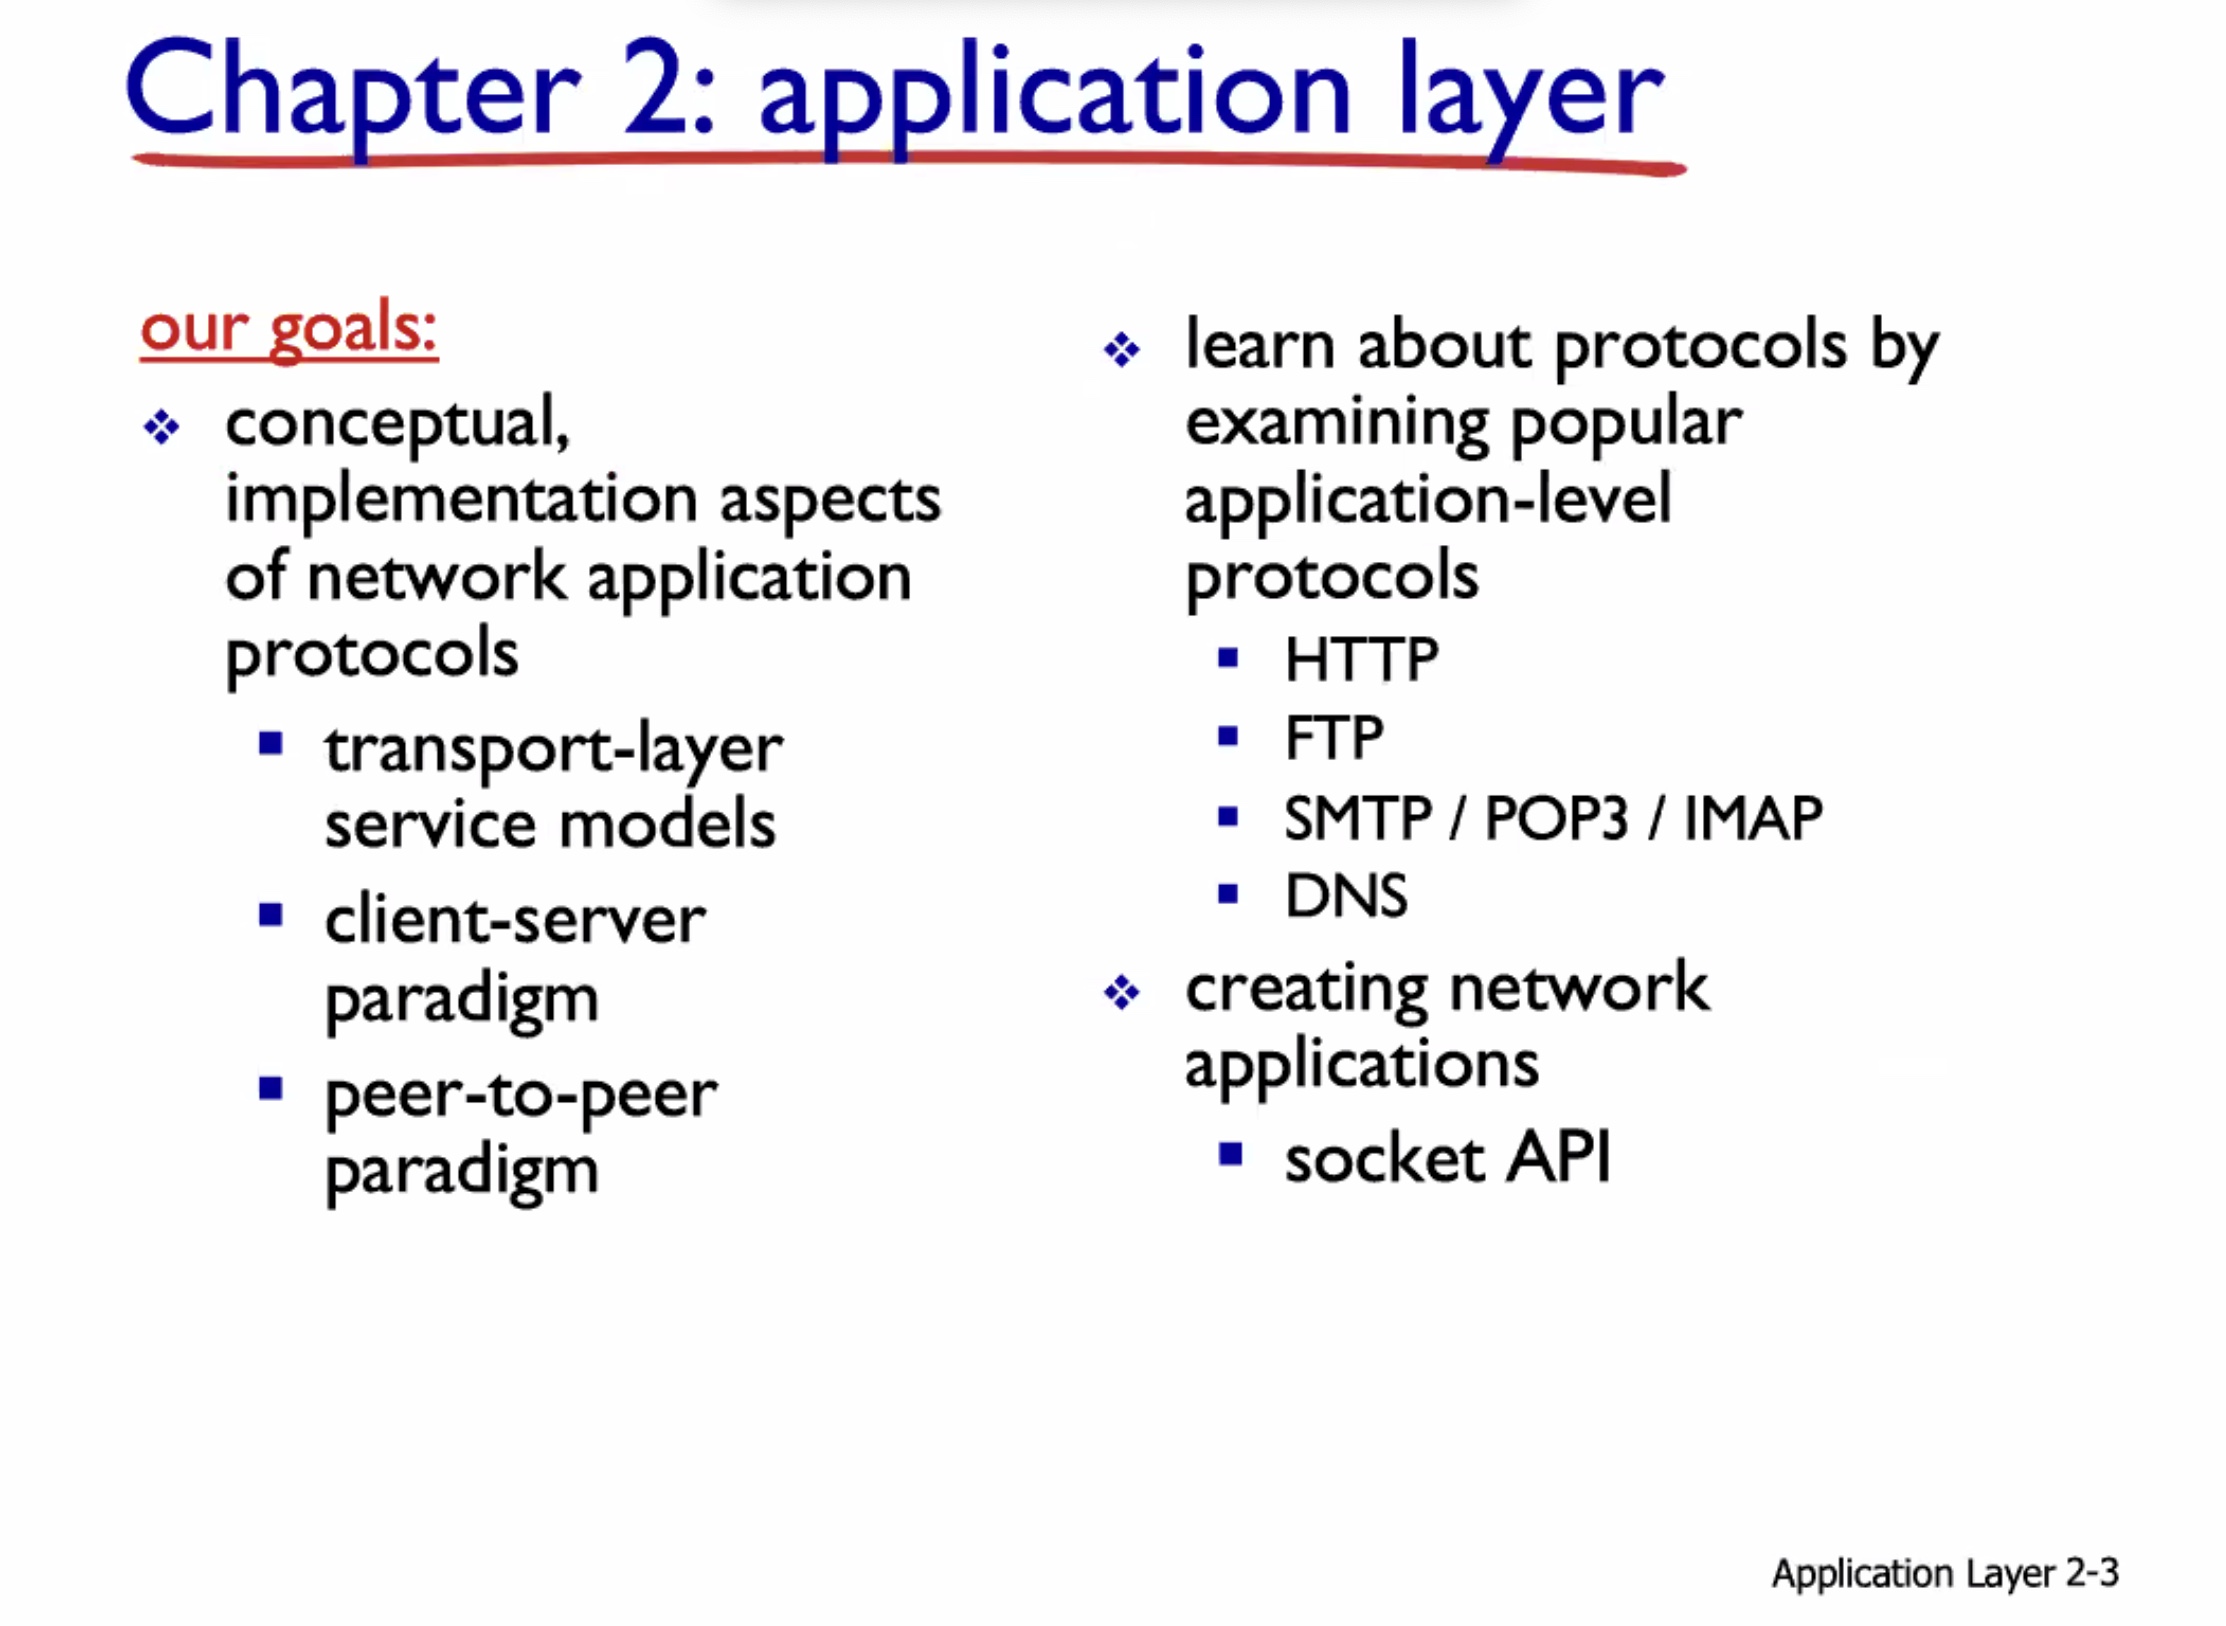 Chapter 2: application layer
our goals:
conceptual,
implementation aspects
of network application
protocols
transport-layer
service models
client-server
paradigm
peer-to-peer
paradigm
learn about protocols by
examining popular
application-level
protocols
HTTP
FTP
SMTP / POP3 / IMAP
DNS
creating network
applications
socket API
Application Layer 2-3